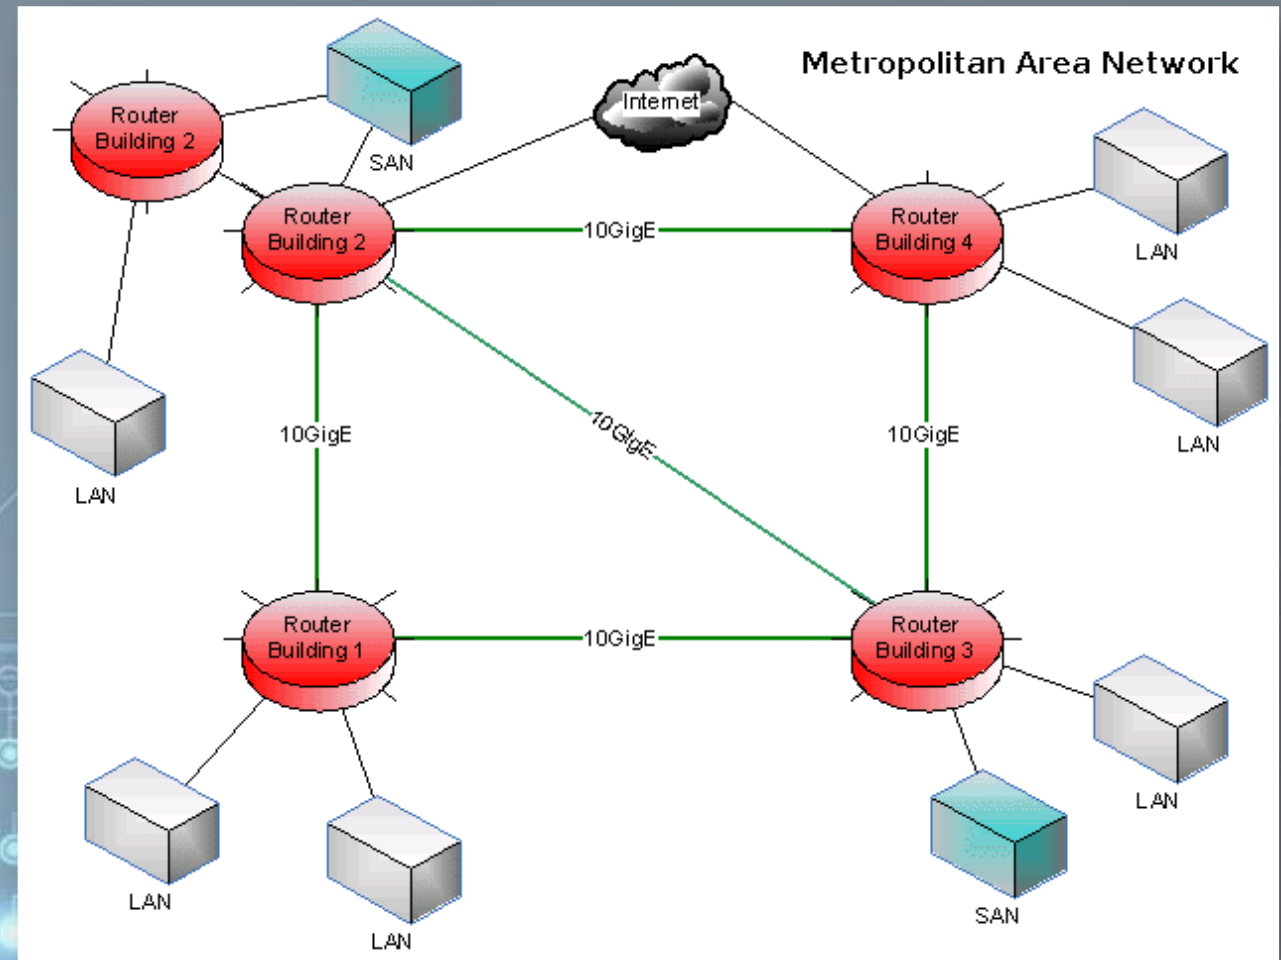 Metropolitan Area Network
Router
Building 2
SAN
Internet
Router
Building 2
10GigE
Router
Building 4
LAN
LAN
LAN
10GigE
10GigE
10GigE
Router
Building 1
10GigE
Router
Building 3
LAN
LAN
LAN
SAN